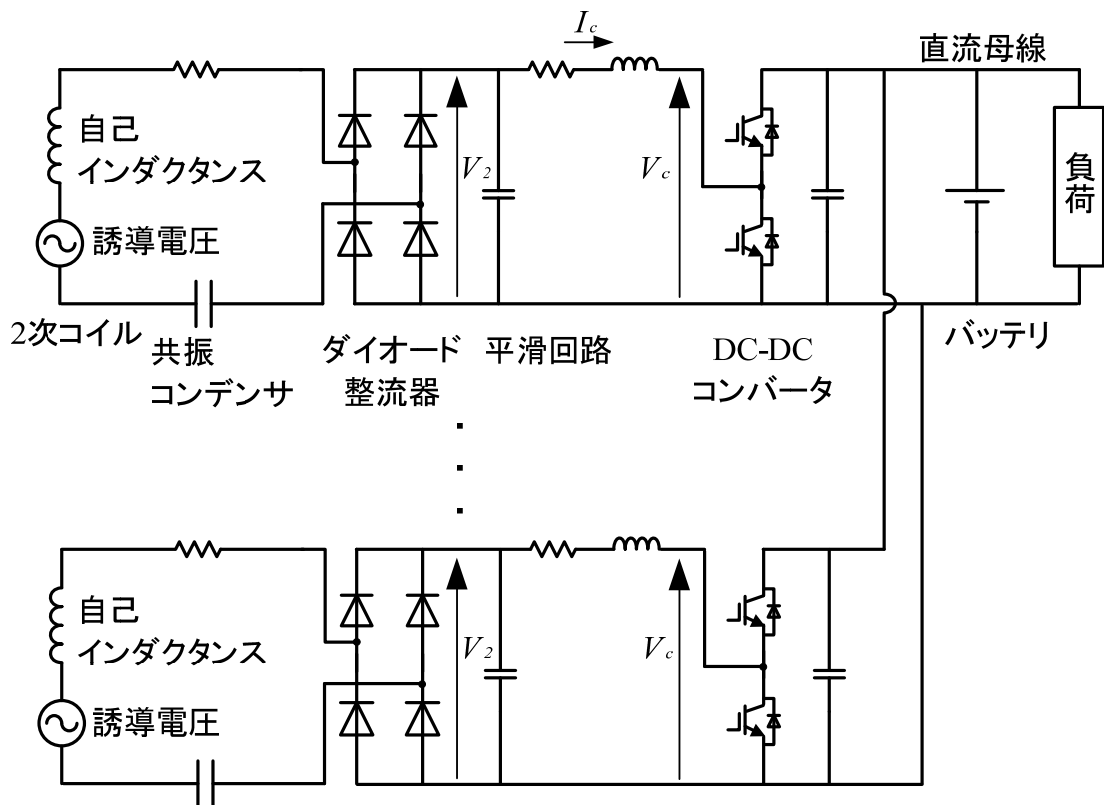 I_c
直流母線
自己
インダクタンス
V_2
V_c
負荷
誘導電圧
2次コイル
共振
コンデンサ
ダイオード
整流器
平滑回路
DC-DC
コンバータ
バッテリ
自己
インダクタンス
V_2
V_c
誘導電圧